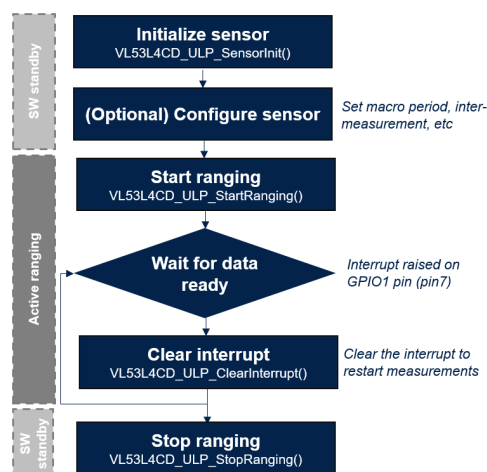 SW standby
Initialize sensor
VL53L4CD_ULP_SensorInit()
(Optional) Configure sensor
Set macro period, inter-
measurement, etc
Active ranging
Start ranging
VL53L4CD_ULP_StartRanging()
Wait for data
ready
Interrupt raised on
GPIO1 pin (pin7)
Clear interrupt
VL53L4CD_ULP_ClearInterrupt()
Clear the interrupt to
restart measurements
SW
standby
Stop ranging
VL53L4CD_ULP_StopRanging()